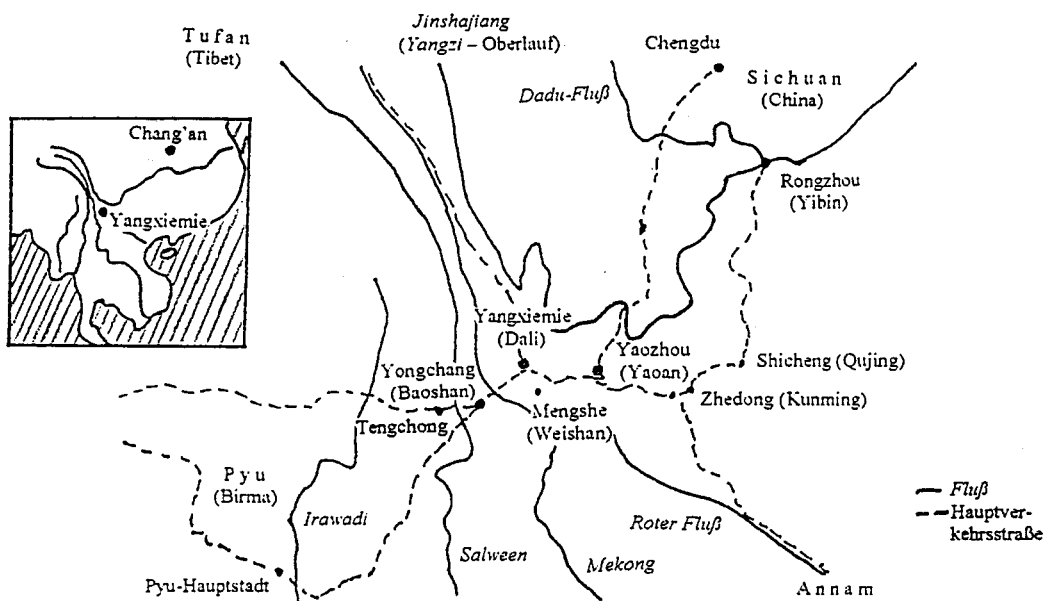 Tufan
(Tibet)
Jinshajiang
(Yangzi – Oberlauf)
Chengdu
Sichuan
(China)
Dadu-Fluß
Chang'an
Yangxiemie
Rongzhou
(Yibin)
Yangxiemie
(Dali)
Yaozhou
(Yaoan)
Shicheng (Qujing)
Yongchang
(Baoshan)
Zhedong (Kunming)
Tengchong
Mengshe
(Weishan)
Pyu
(Birma)
Irawadi
Roter Fluß
Fluß
Hauptver-
kehrsstraße
Salween
Mekong
Pyu-Hauptstadt
Annam